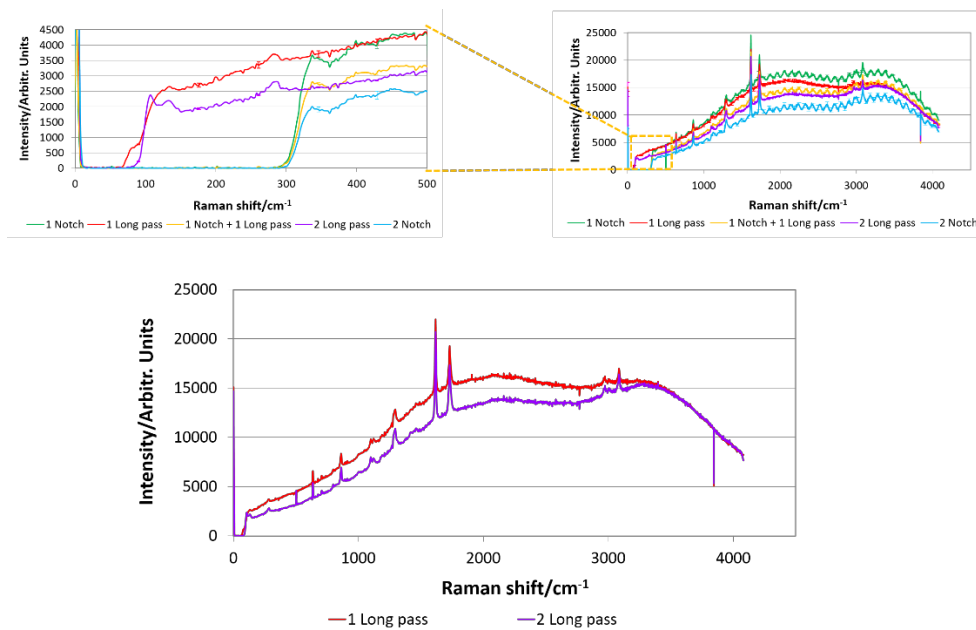 4500
4000
3500
3000
2500
2000
1500
1000
500
0
Intensity/Arbitr. Units
0 100 200 300 400 500
Raman shift/cm-1
1 Notch 1 Long pass 1 Notch + 1 Long pass 2 Long pass 2 Notch
25000
20000
15000
10000
5000
0
Intensity/Arbitr. Units
0 1000 2000 3000 4000
Raman shift/cm-1
1 Notch 1 Long pass 1 Notch + 1 Long pass 2 Long pass 2 Notch
25000
20000
15000
10000
5000
0
Intensity/Arbitr. Units
0 1000 2000 3000 4000
Raman shift/cm-1
1 Long pass 2 Long pass